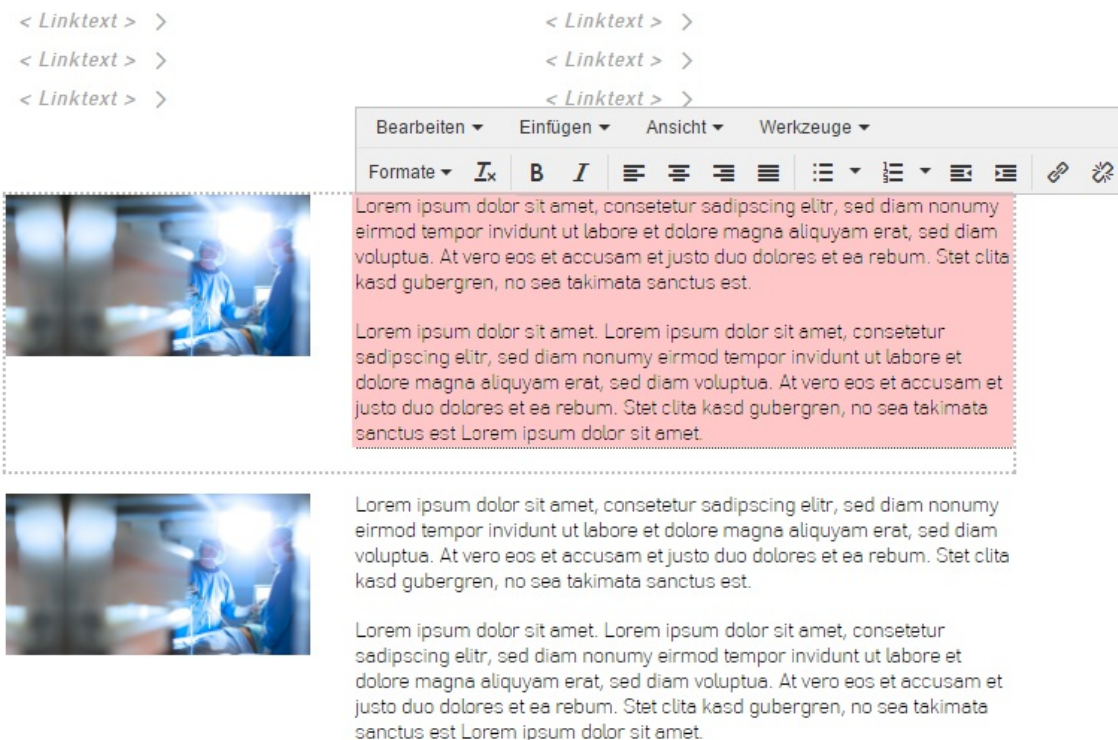 < Linktext > >
< Linktext > >
< Linktext > >
< Linktext > >
< Linktext > >
< Linktext > >
Bearbeiten Einfügen Ansicht Werkzeuge
Formate Tx B I
Lorem ipsum dolor sit amet, consetetur sadipscing elitr, sed diam nonumy
eirmod tempor invidunt ut labore et dolore magna aliquyam erat, sed diam
voluptua. At vero eos et accusam et justo duo dolores et ea rebum. Stet clita
kasd gubergren, no sea takimata sanctus est.
Lorem ipsum dolor sit amet. Lorem ipsum dolor sit amet, consetetur
sadipscing elitr, sed diam nonumy eirmod tempor invidunt ut labore et
dolore magna aliquyam erat, sed diam voluptua. At vero eos et accusam et
justo duo dolores et ea rebum. Stet clita kasd gubergren, no sea takimata
sanctus est Lorem ipsum dolor sit amet.
Lorem ipsum dolor sit amet, consetetur sadipscing elitr, sed diam nonumy
eirmod tempor invidunt ut labore et dolore magna aliquyam erat, sed diam
voluptua. At vero eos et accusam et justo duo dolores et ea rebum. Stet clita
kasd gubergren, no sea takimata sanctus est.
Lorem ipsum dolor sit amet. Lorem ipsum dolor sit amet, consetetur
sadipscing elitr, sed diam nonumy eirmod tempor invidunt ut labore et
dolore magna aliquyam erat, sed diam voluptua. At vero eos et accusam et
justo duo dolores et ea rebum. Stet clita kasd gubergren, no sea takimata
sanctus est Lorem ipsum dolor sit amet.